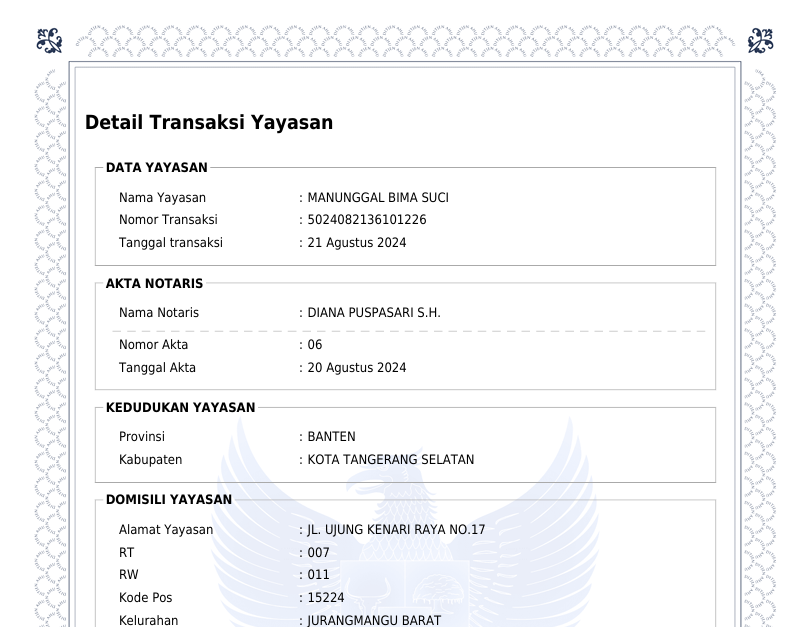 Detail Transaksi Yayasan
DATA YAYASAN
Nama Yayasan : MANUNGGAL BIMA SUCI
Nomor Transaksi : 5024082136101226
Tanggal transaksi : 21 Agustus 2024
AKTA NOTARIS
Nama Notaris : DIANA PUSPASARI S.H.
Nomor Akta : 06
Tanggal Akta : 20 Agustus 2024
KEDUDUKAN YAYASAN
Provinsi : BANTEN
Kabupaten : KOTA TANGERANG SELATAN
DOMISILI YAYASAN
Alamat Yayasan : JL. UJUNG KENARI RAYA NO.17
RT : 007
RW : 011
Kode Pos : 15224
Kelurahan : JURANGMANGU BARAT